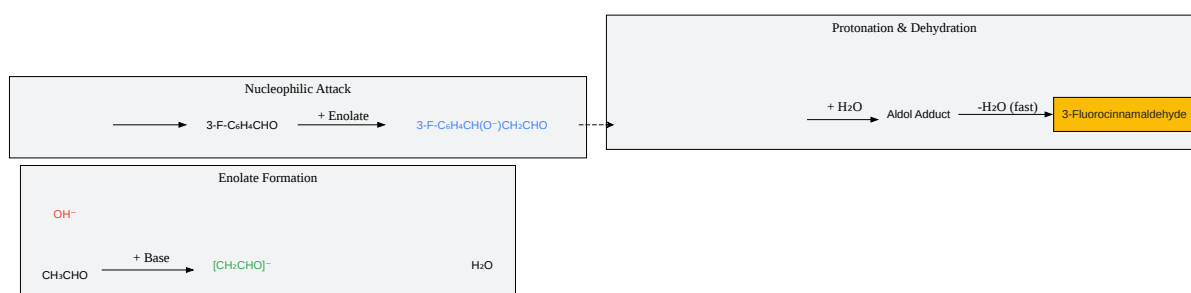 Protonation & Dehydration
+ H₂O
Aldol Adduct
-H₂O (fast)
3-Fluorocinnamaldehyde
Nucleophilic Attack
3-F-C₆H₄CHO
+ Enolate
3-F-C₆H₄CH(O⁻)CH₂CHO
Enolate Formation
OH⁻
CH₃CHO
+ Base
[CH₂CHO]⁻
H₂O